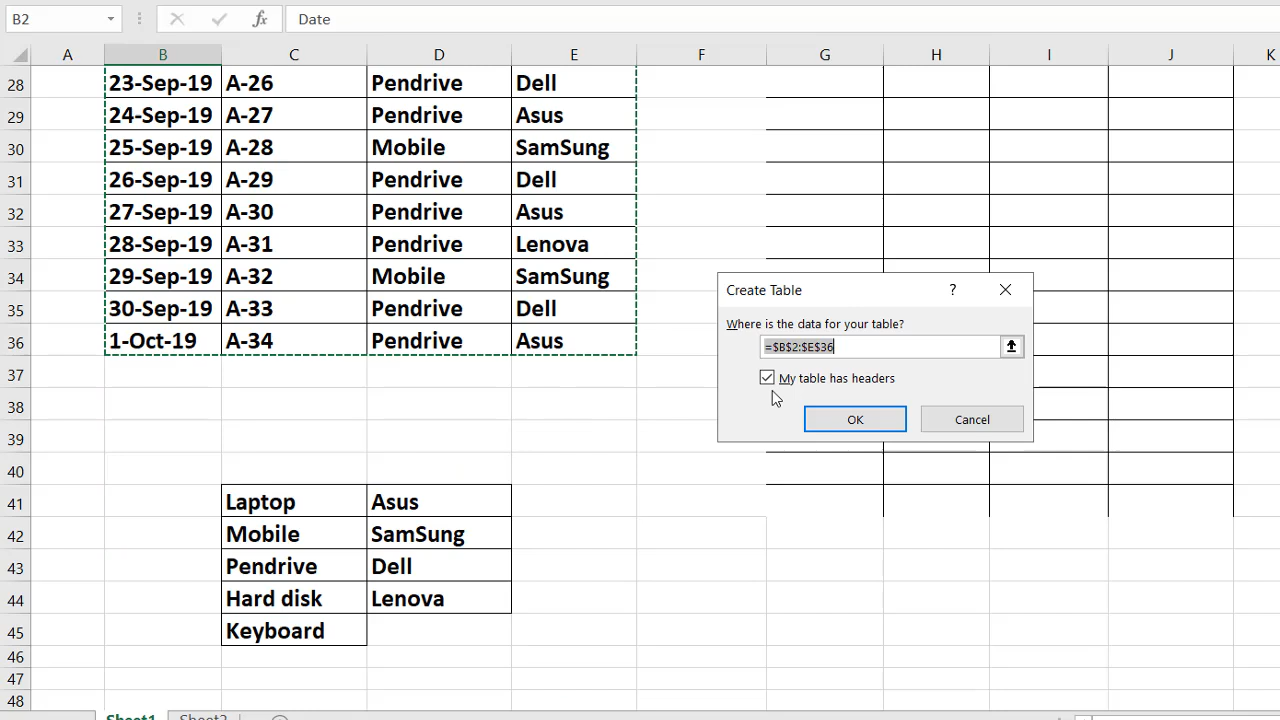 B2 fx Date
A B C D E F G H I J K
28 23-Sep-19 A-26 Pendrive Dell
29 24-Sep-19 A-27 Pendrive Asus
30 25-Sep-19 A-28 Mobile SamSung
31 26-Sep-19 A-29 Pendrive Dell
32 27-Sep-19 A-30 Pendrive Asus
33 28-Sep-19 A-31 Pendrive Lenova
34 29-Sep-19 A-32 Mobile SamSung
35 30-Sep-19 A-33 Pendrive Dell
36 1-Oct-19 A-34 Pendrive Asus
37
38
39
40
41 Laptop Asus
42 Mobile SamSung
43 Pendrive Dell
44 Hard disk Lenova
45 Keyboard
46
47
48
Create Table ?
Where is the data for your table?
=$B$2:$E$36
My table has headers
OK Cancel
Sheet1 Sheet2